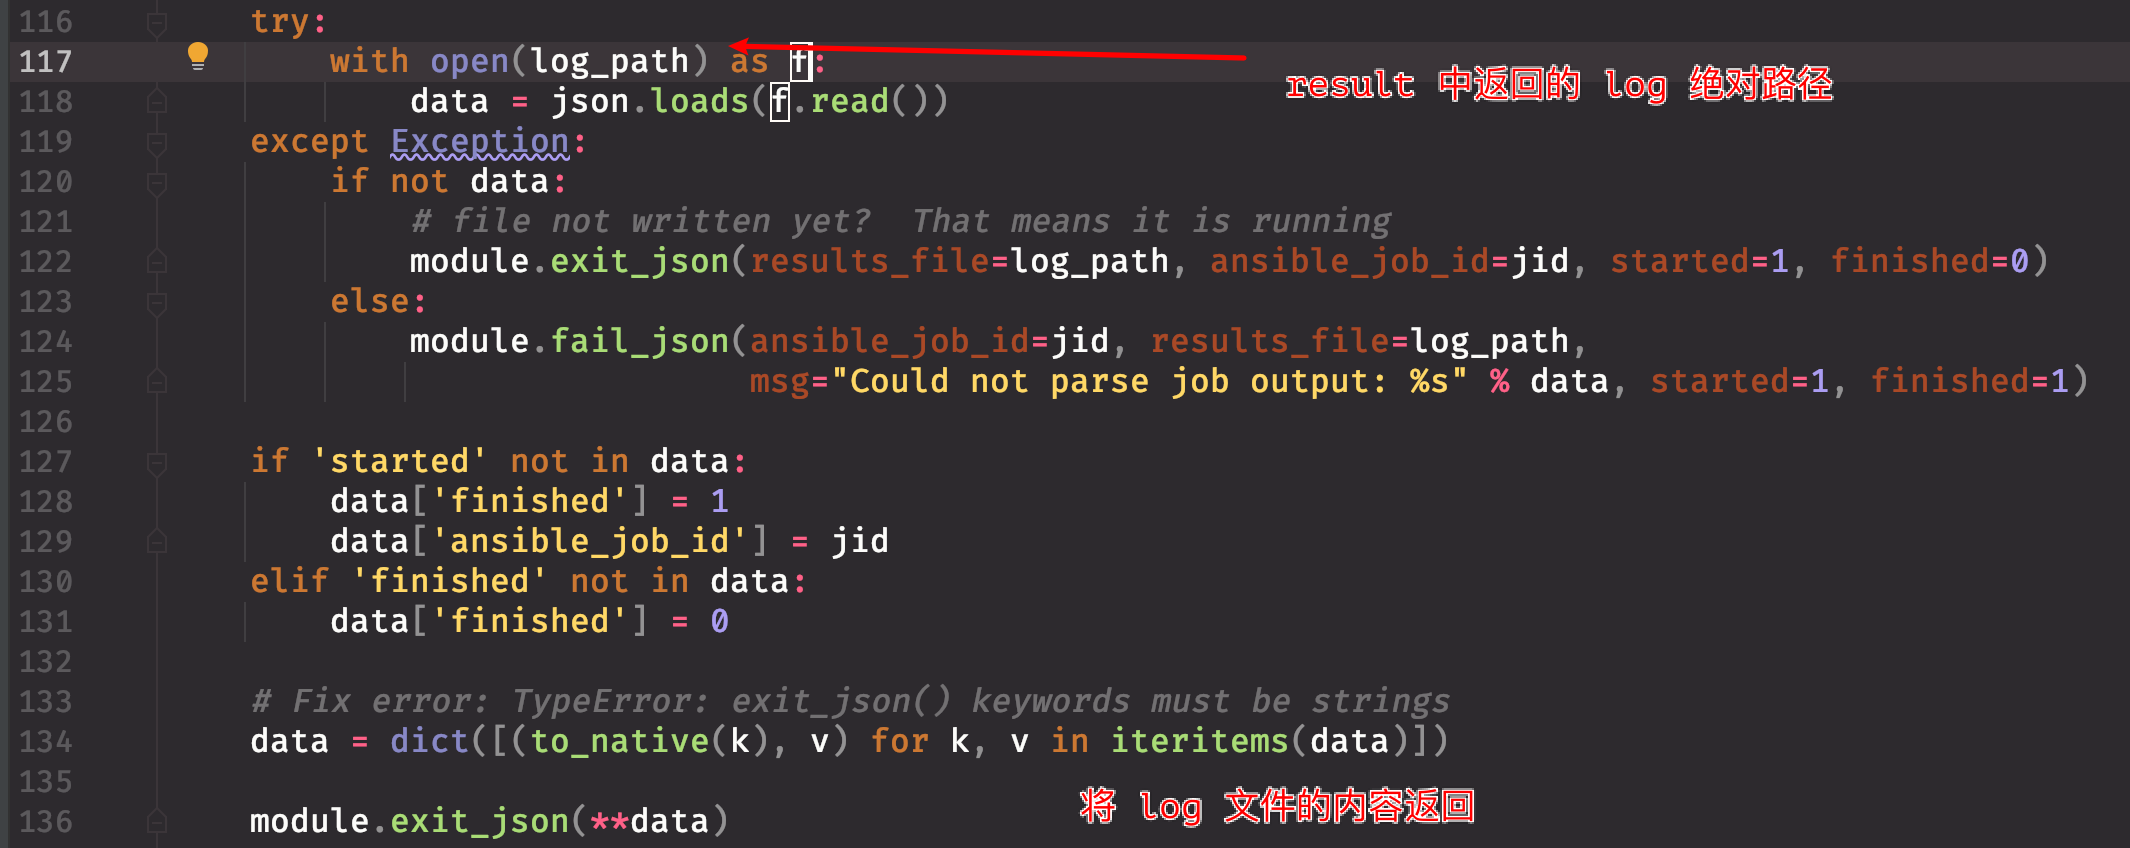 116 try:
117 with open(log_path) as f:
result 中返回的 log 绝对路径
118 data = json.loads(f.read())
119 except Exception:
120 if not data:
121 # file not written yet?  That means it is running
122 module.exit_json(results_file=log_path, ansible_job_id=jid, started=1, finished=0)
123 else:
124 module.fail_json(ansible_job_id=jid, results_file=log_path,
125 msg="Could not parse job output: %s" % data, started=1, finished=1)
126
127 if 'started' not in data:
128 data['finished'] = 1
129 data['ansible_job_id'] = jid
130 elif 'finished' not in data:
131 data['finished'] = 0
132
133 # Fix error: TypeError: exit_json() keywords must be strings
134 data = dict([(to_native(k), v) for k, v in iteritems(data)])
135
将 log 文件的内容返回
136 module.exit_json(**data)